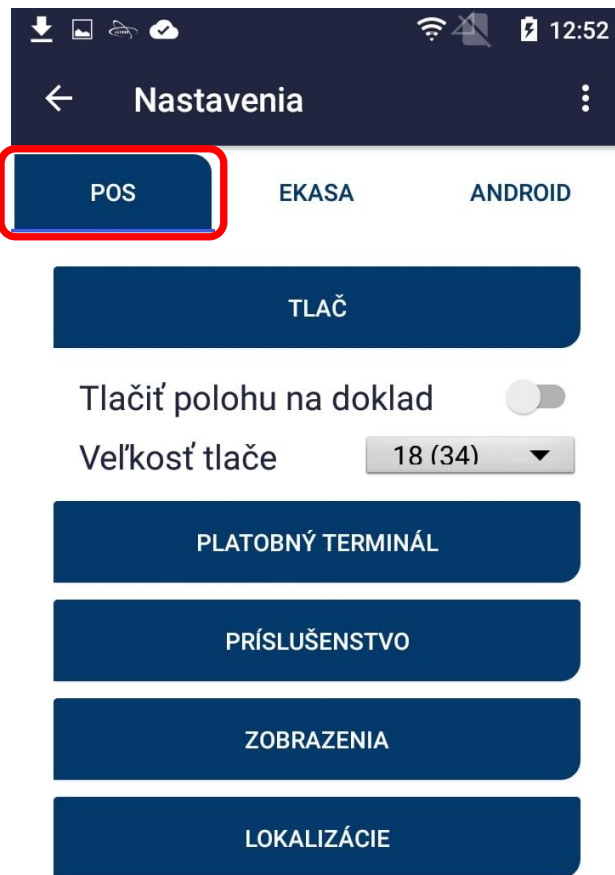 12:52
Nastavenia
POS EKASA ANDROID
TLAČ
Tlačiť polohu na doklad
Veľkosť tlače 18 (34)
PLATOBNÝ TERMINÁL
PRÍSLUŠENSTVO
ZOBRAZENIA
LOKALIZÁCIE